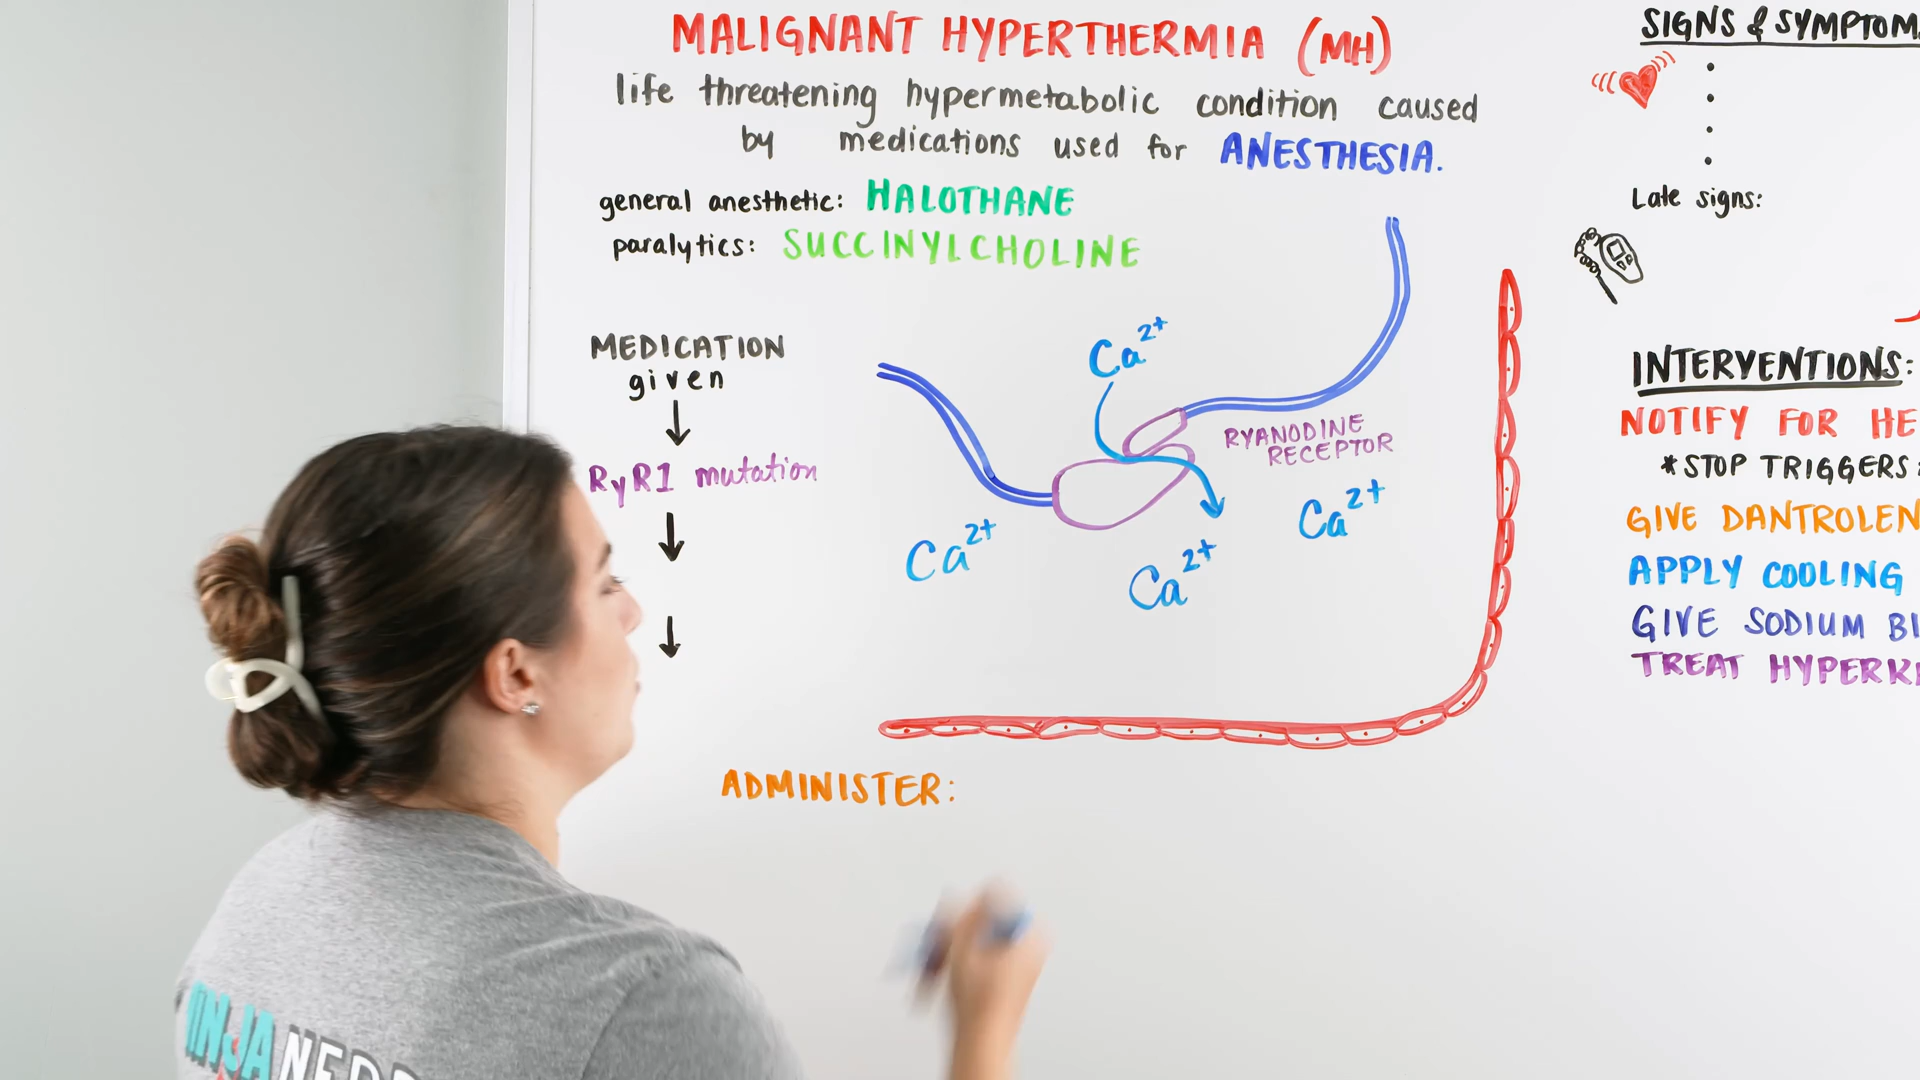 MALIGNANT HYPERTHERMIA (MH)
life threatening hypermetabolic condition caused
by medications used for ANESTHESIA.
general anesthetic: HALOTHANE
paralytics: SUCCINYLCHOLINE
MEDICATION
given
RyR1 mutation
Ca2+
RYANODINE
RECEPTOR
Ca2+
Ca2+
Ca2+
ADMINISTER:
SIGNS & SYMPTOM
Late signs:
INTERVENTIONS:
NOTIFY FOR HE
*STOP TRIGGERS
GIVE DANTROLEN
APPLY COOLING
GIVE SODIUM BI
TREAT HYPERK
NINJA NERD